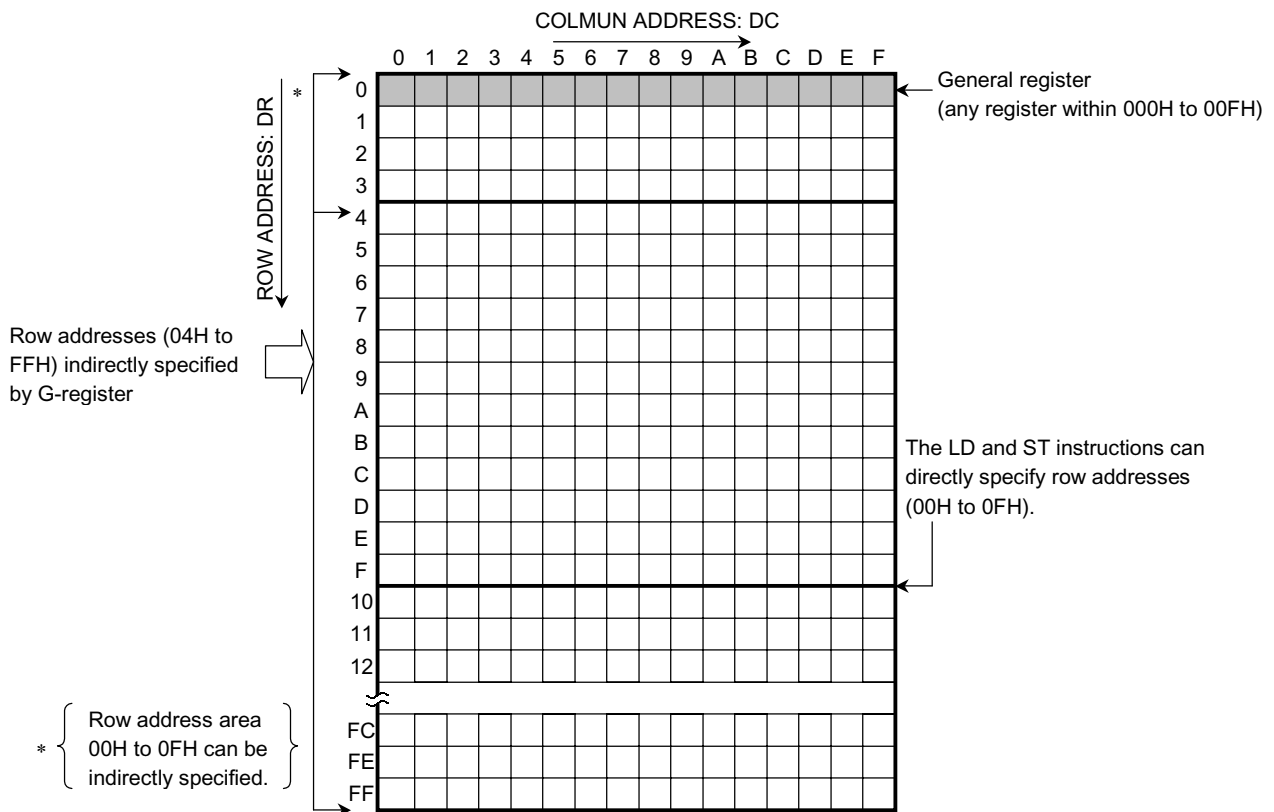 COLMUN ADDRESS: DC
0 1 2 3 4 5 6 7 8 9 A B C D E F
ROW ADDRESS: DR
*
0
1
2
3
4
5
6
7
8
9
A
B
C
D
E
F
10
11
12
FC
FE
FF
General register
(any register within 000H to 00FH)
Row addresses (04H to
FFH) indirectly specified
by G-register
The LD and ST instructions can
directly specify row addresses
(00H to 0FH).
* Row address area
00H to 0FH can be
indirectly specified.